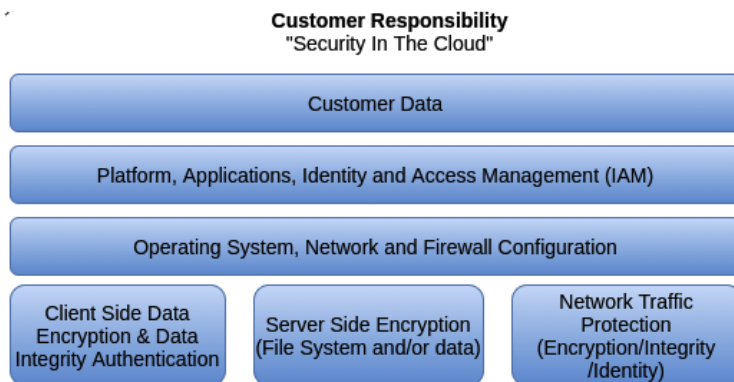 Customer Responsibility
"Security In The Cloud"
Customer Data
Platform, Applications, Identity and Access Management (IAM)
Operating System, Network and Firewall Configuration
Client Side Data
Encryption & Data
Integrity Authentication
Server Side Encryption
(File System and/or data)
Network Traffic
Protection
(Encryption/Integrity
/Identity)